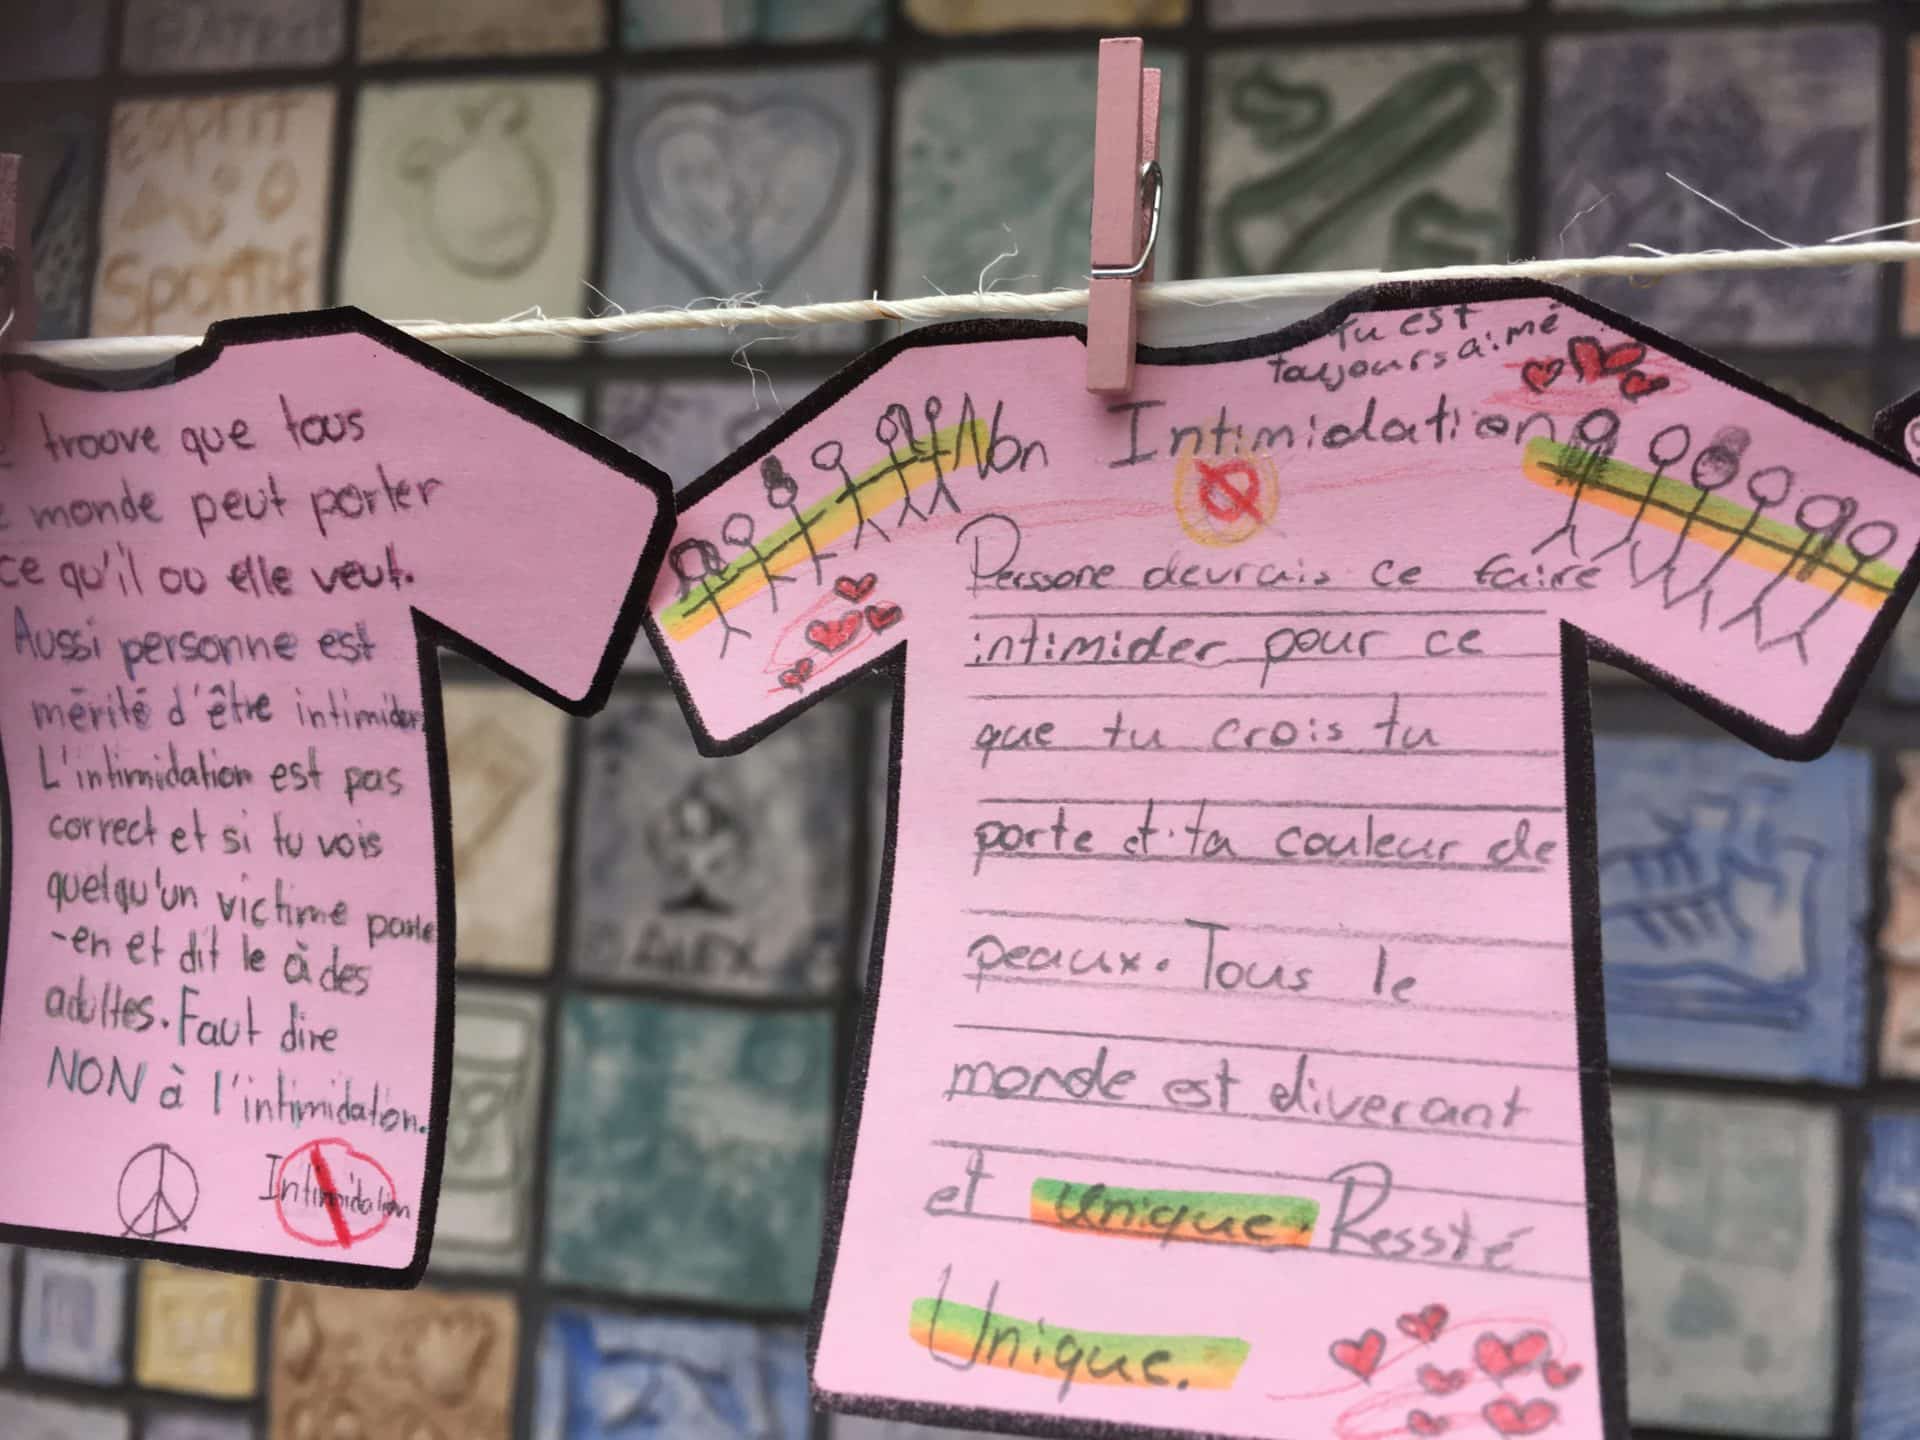 ESPRIT
Sportif
trouve que tous
monde peut porter
ce qu'il ou elle veut.
Aussi personne est
mérité d'être intimider
L'intimidation est pas
correct et si tu vois
quelqu'un victime parle
-en et dit le à des
adultes. Faut dire
NON à l'intimidation.
Intimidation
Tu est
toujours aimé
Non Intimidation
Persone devrais ce faire
intimider pour ce
que tu crois tu
porte et ta couleur de
peaux. Tous le
monde est diverant
et unique. Ressté
Unique.
ALEX